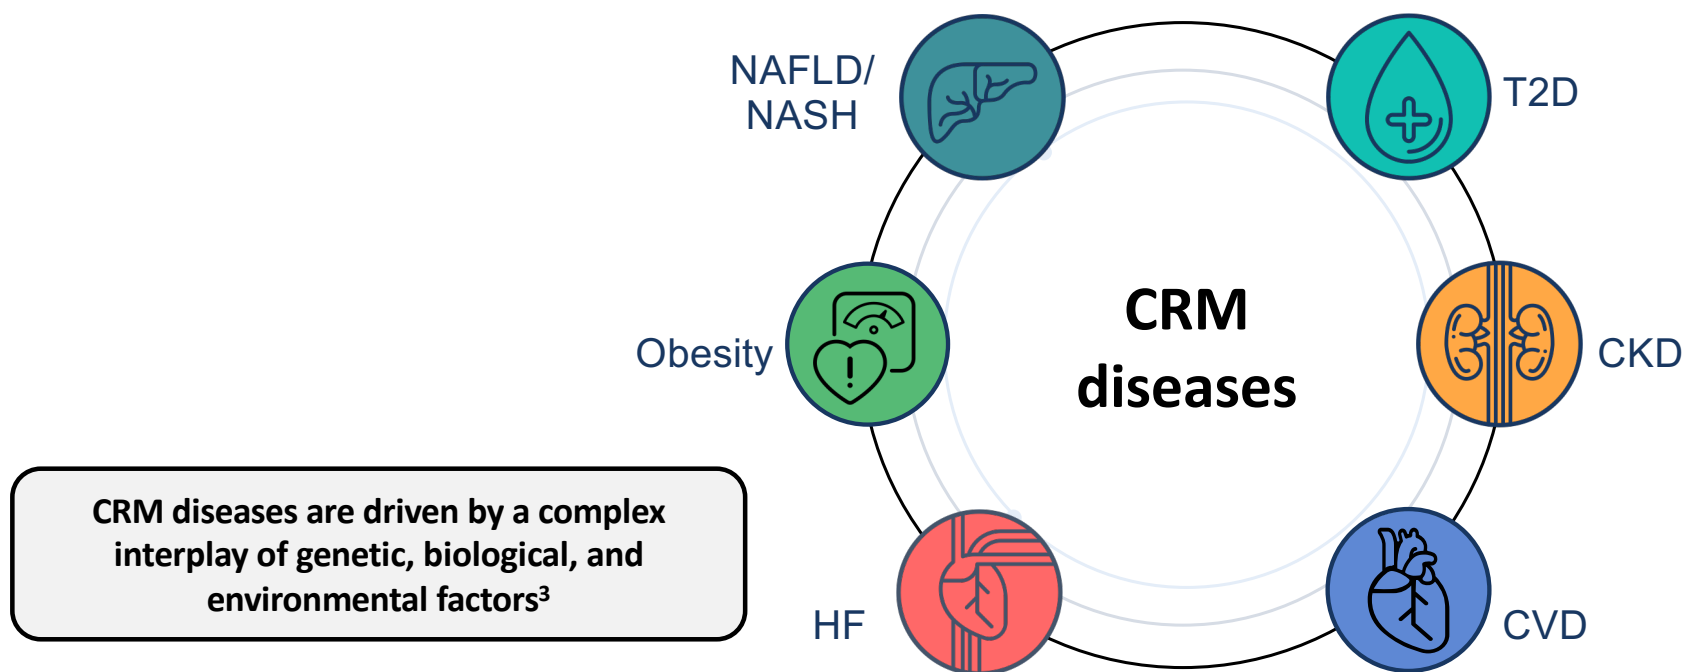 NAFLD/
NASH
T2D
Obesity
CRM
diseases
CKD
CRM diseases are driven by a complex
interplay of genetic, biological, and
environmental factors³
HF
CVD